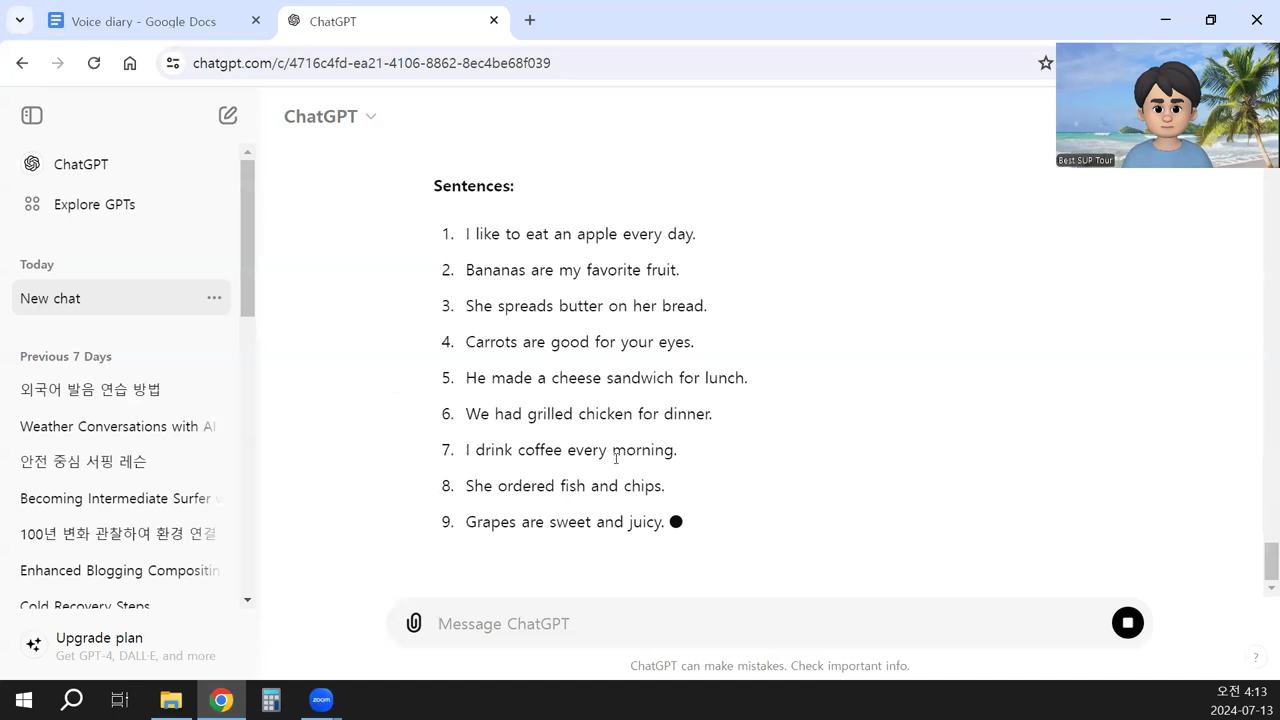 Voice diary - Google Docs
ChatGPT
chatgpt.com/c/4716c4fd-ea21-4106-8862-8ec4be68f039
Best SUP Tour
ChatGPT
ChatGPT
Explore GPTs
Today
New chat
Previous 7 Days
외국어 발음 연습 방법
Weather Conversations with AI
안전 중심 서핑 레슨
Becoming Intermediate Surfer
100년 변화 관찰하여 환경 연결
Enhanced Blogging Compositin
Cold Recovery Steps
Upgrade plan
Get GPT-4, DALL·E, and more
Sentences:
1. I like to eat an apple every day.
2. Bananas are my favorite fruit.
3. She spreads butter on her bread.
4. Carrots are good for your eyes.
5. He made a cheese sandwich for lunch.
6. We had grilled chicken for dinner.
7. I drink coffee every morning.
8. She ordered fish and chips.
9. Grapes are sweet and juicy.
Message ChatGPT
ChatGPT can make mistakes. Check important info.
?
zoom
오전 4:13
2024-07-13